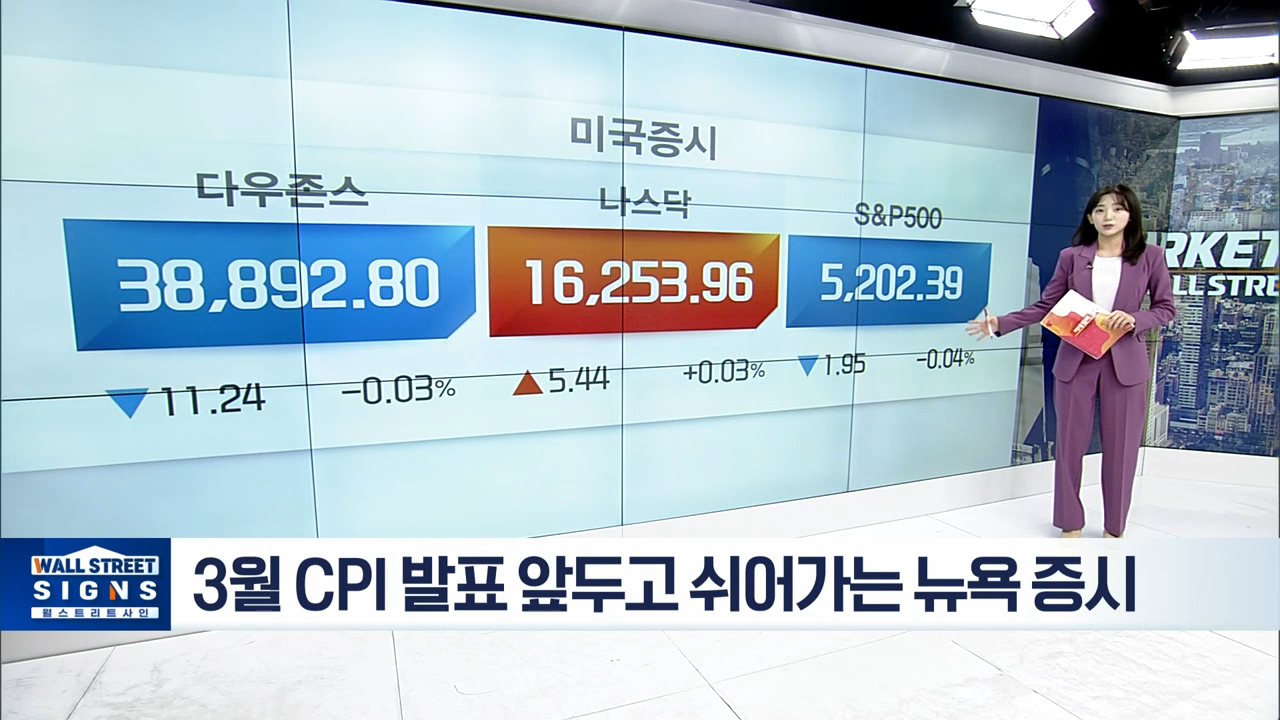 미국증시
다우존스
나스닥
S&P500
38,892.80
16,253.96
5,202.39
▼ 11.24 -0.03%
▲ 5.44 +0.03%
▼ 1.95 -0.04%
RKET
ALL STRE
WALL STREET
SIGNS
월스트리트사인
3월 CPI 발표 앞두고 쉬어가는 뉴욕 증시